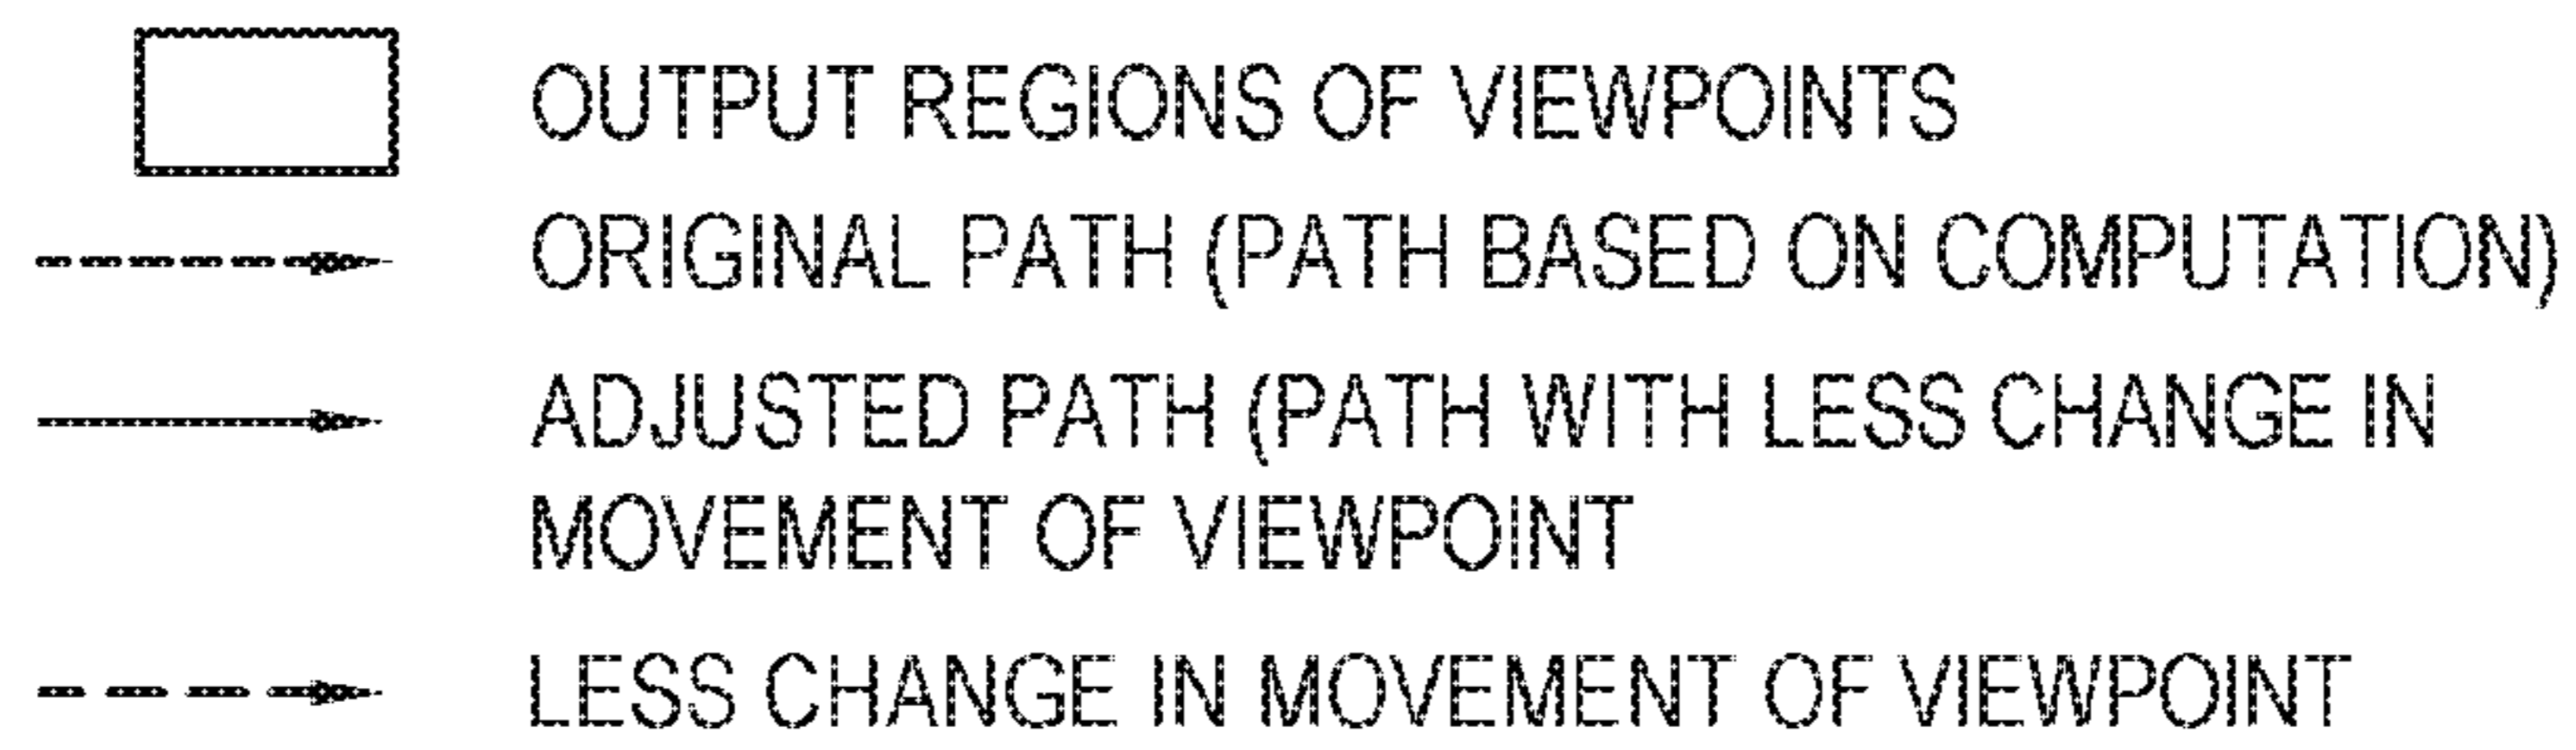 OUTPUT REGIONS OF VIEWPOINTS
ORIGINAL PATH (PATH BASED ON COMPUTATION)
ADJUSTED PATH (PATH WITH LESS CHANGE IN
MOVEMENT OF VIEWPOINT
LESS CHANGE IN MOVEMENT OF VIEWPOINT